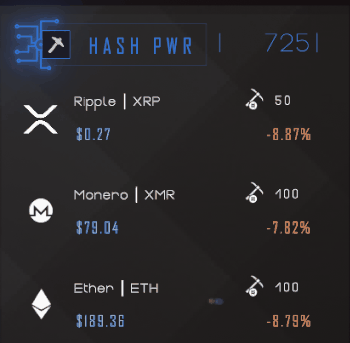 HASH PWR | 725|
Ripple | XRP 50
$0.27 -8.87%
Monero | XMR 100
$79.04 -7.82%
Ether | ETH 100
$189.36 -8.79%